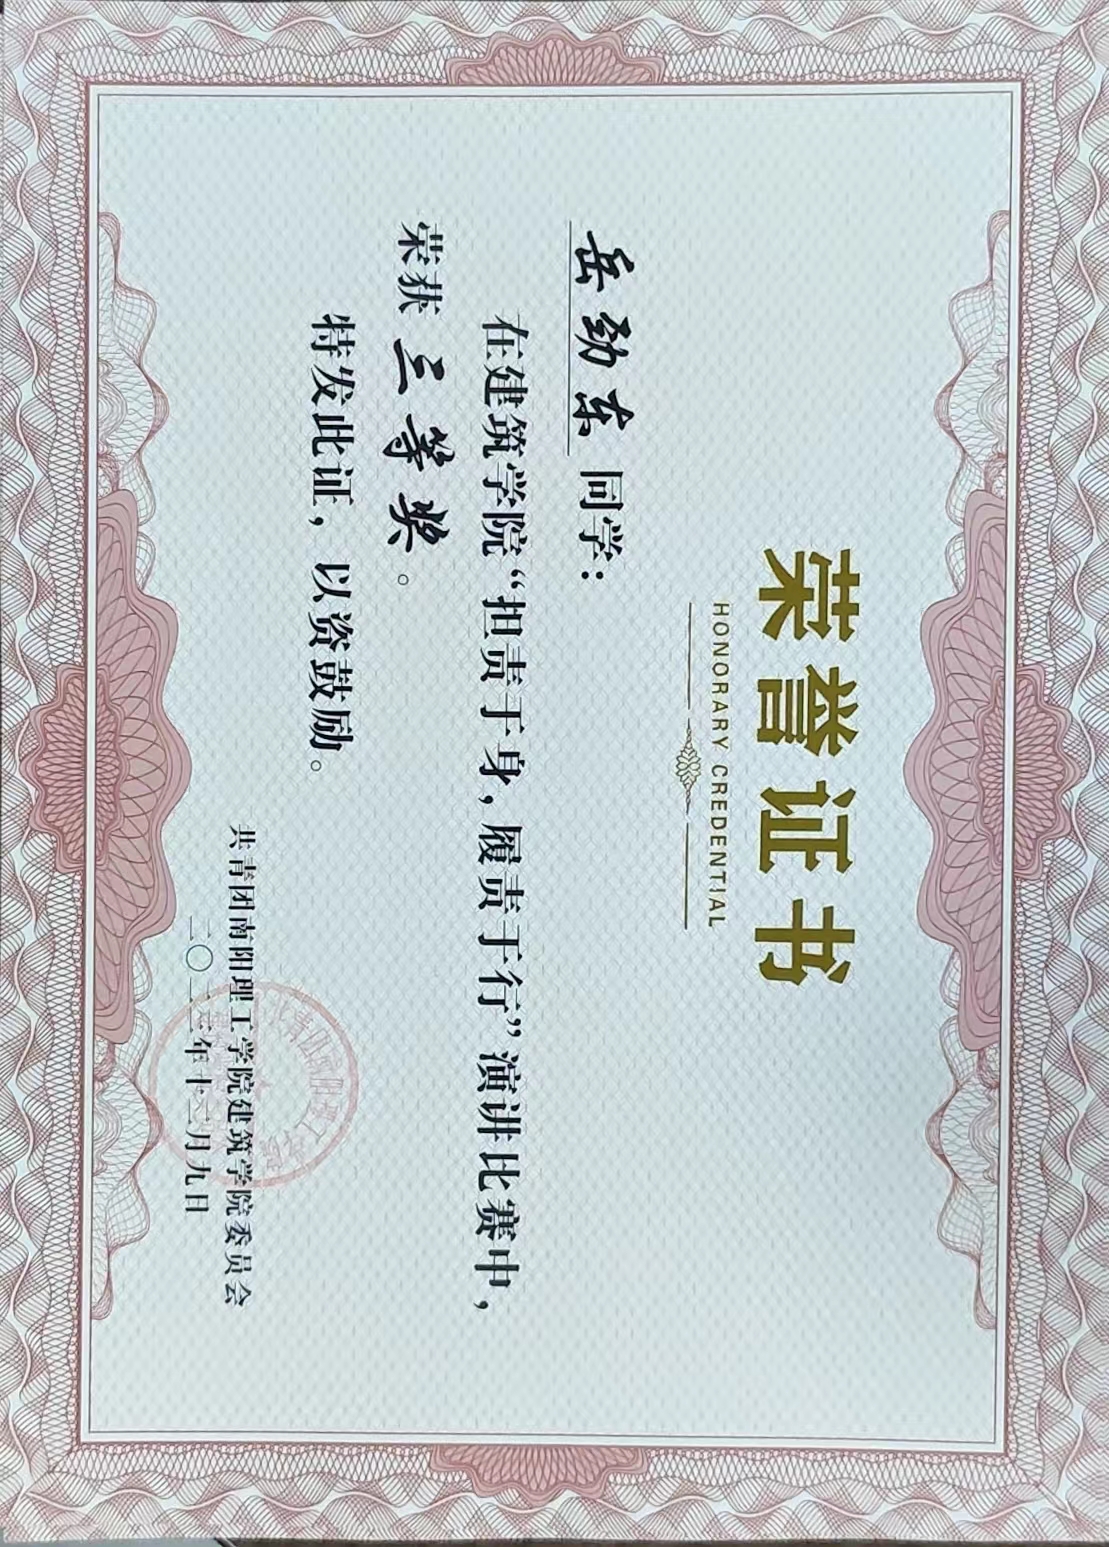 荣誉证书
HONORARY CREDENTIAL
岳劲东 同学：
在建筑学院“担责于身，履责于行”演讲比赛中，
荣获 三等奖。
特发此证，以资鼓励。
共青团南阳理工学院建筑学院委员会
二〇二三年十二月九日